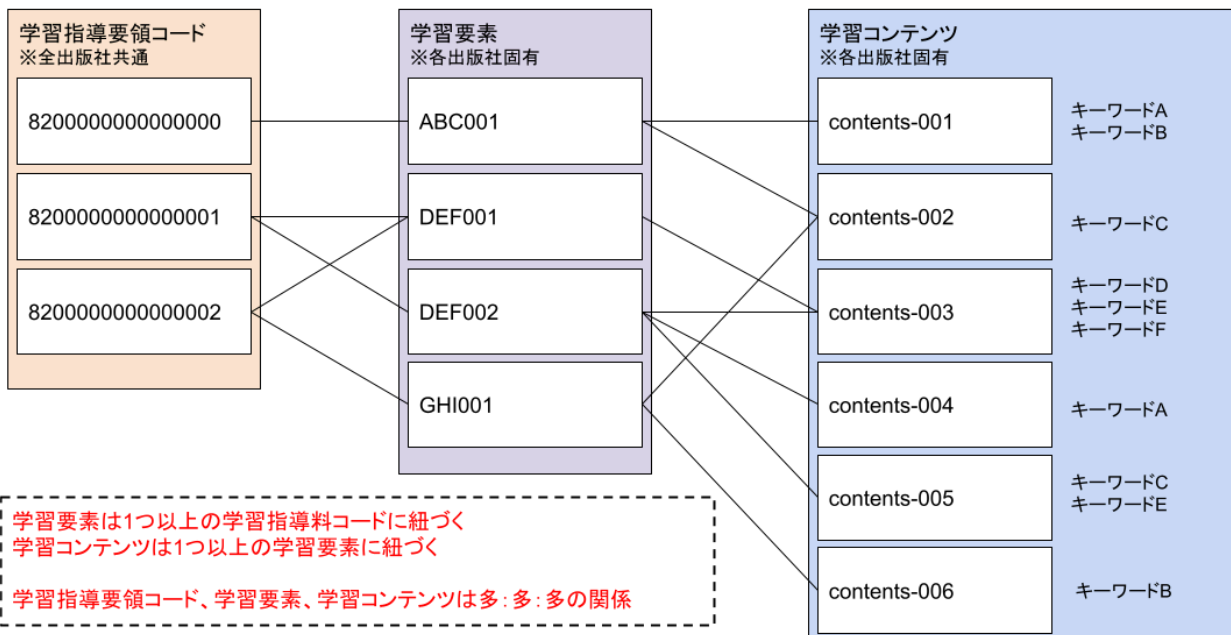 学習指導要領コード
※全出版社共通
8200000000000000
8200000000000001
8200000000000002
学習要素
※各出版社固有
ABC001
DEF001
DEF002
GHI001
学習コンテンツ
※各出版社固有
contents-001
キーワードA
キーワードB
contents-002
キーワードC
contents-003
キーワードD
キーワードE
キーワードF
contents-004
キーワードA
contents-005
キーワードC
キーワードE
contents-006
キーワードB
学習要素は1つ以上の学習指導料コードに紐づく
学習コンテンツは1つ以上の学習要素に紐づく
学習指導要領コード、学習要素、学習コンテンツは多:多:多の関係